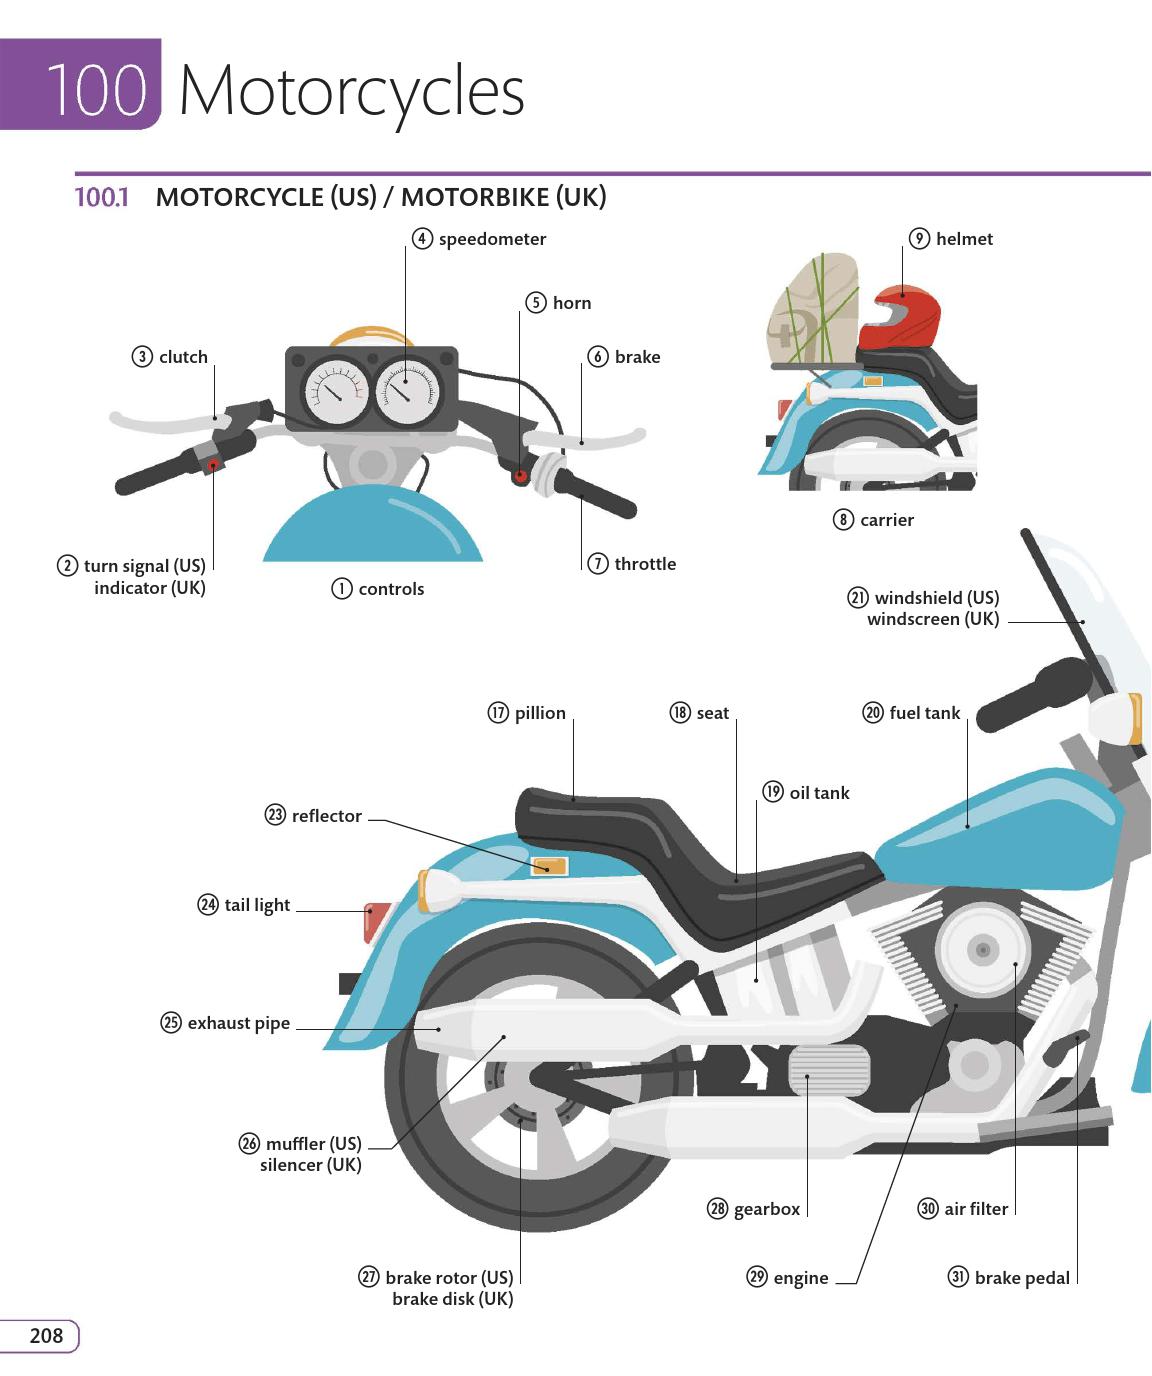 100 Motorcycles
100.1 MOTORCYCLE (US) / MOTORBIKE (UK)
④ speedometer
⑨ helmet
⑤ horn
③ clutch
⑥ brake
⑧ carrier
② turn signal (US)
indicator (UK)
⑦ throttle
① controls
㉑ windshield (US)
windscreen (UK)
⑰ pillion
⑱ seat
⑳ fuel tank
⑲ oil tank
㉓ reflector
㉔ tail light
㉕ exhaust pipe
㉖ muffler (US)
silencer (UK)
㉘ gearbox
㉚ air filter
㉗ brake rotor (US)
brake disk (UK)
㉙ engine
㉛ brake pedal
208